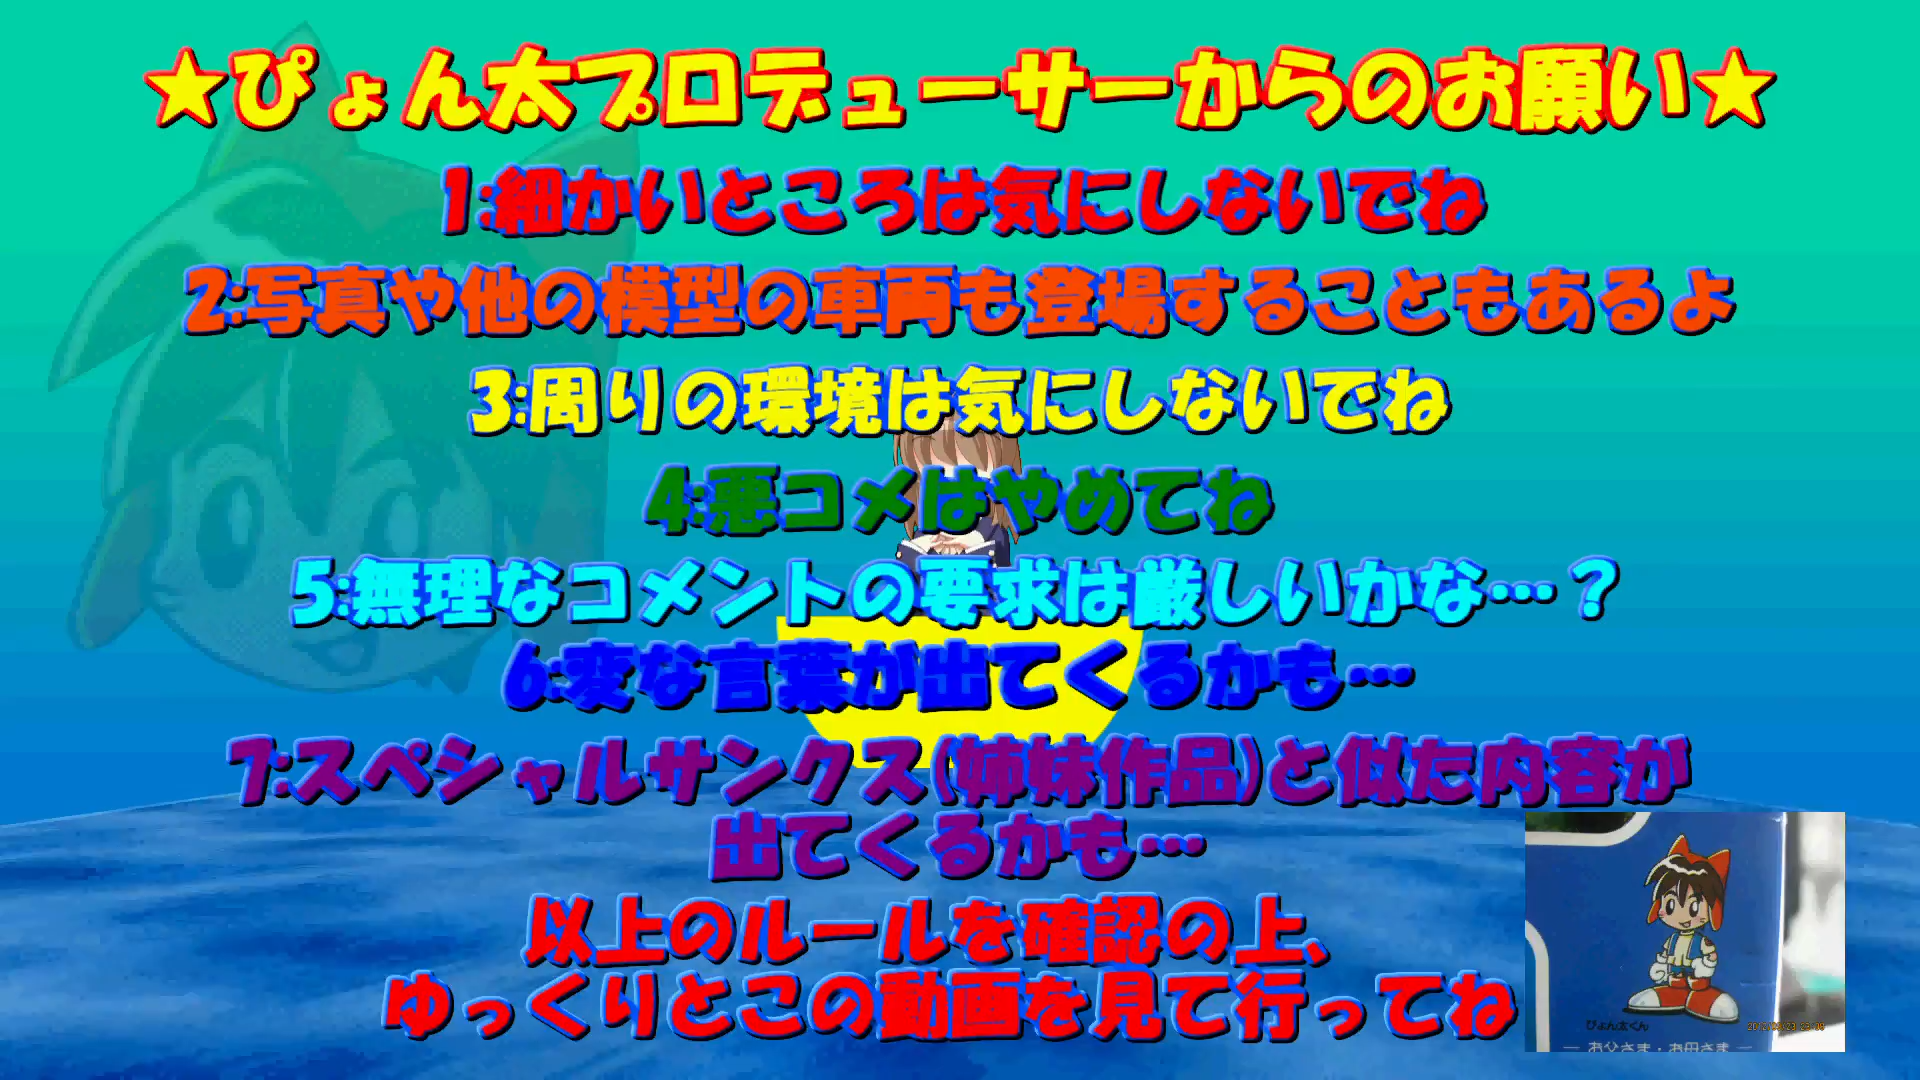 ★ぴょん太プロデューサーからのお願い★
1:細かいところは気にしないでね
2:写真や他の模型の車両も登場することもあるよ
3:周りの環境は気にしないでね
4:悪コメはやめてね
5:無理なコメントの要求は厳しいかな…？
6:変な言葉が出てくるかも…
7:スペシャルサンクス(姉妹作品)と似た内容が
出てくるかも…
以上のルールを確認の上、
ゆっくりとこの動画を見て行ってね
ぴょん太くん
― お父さま・お母さま ―